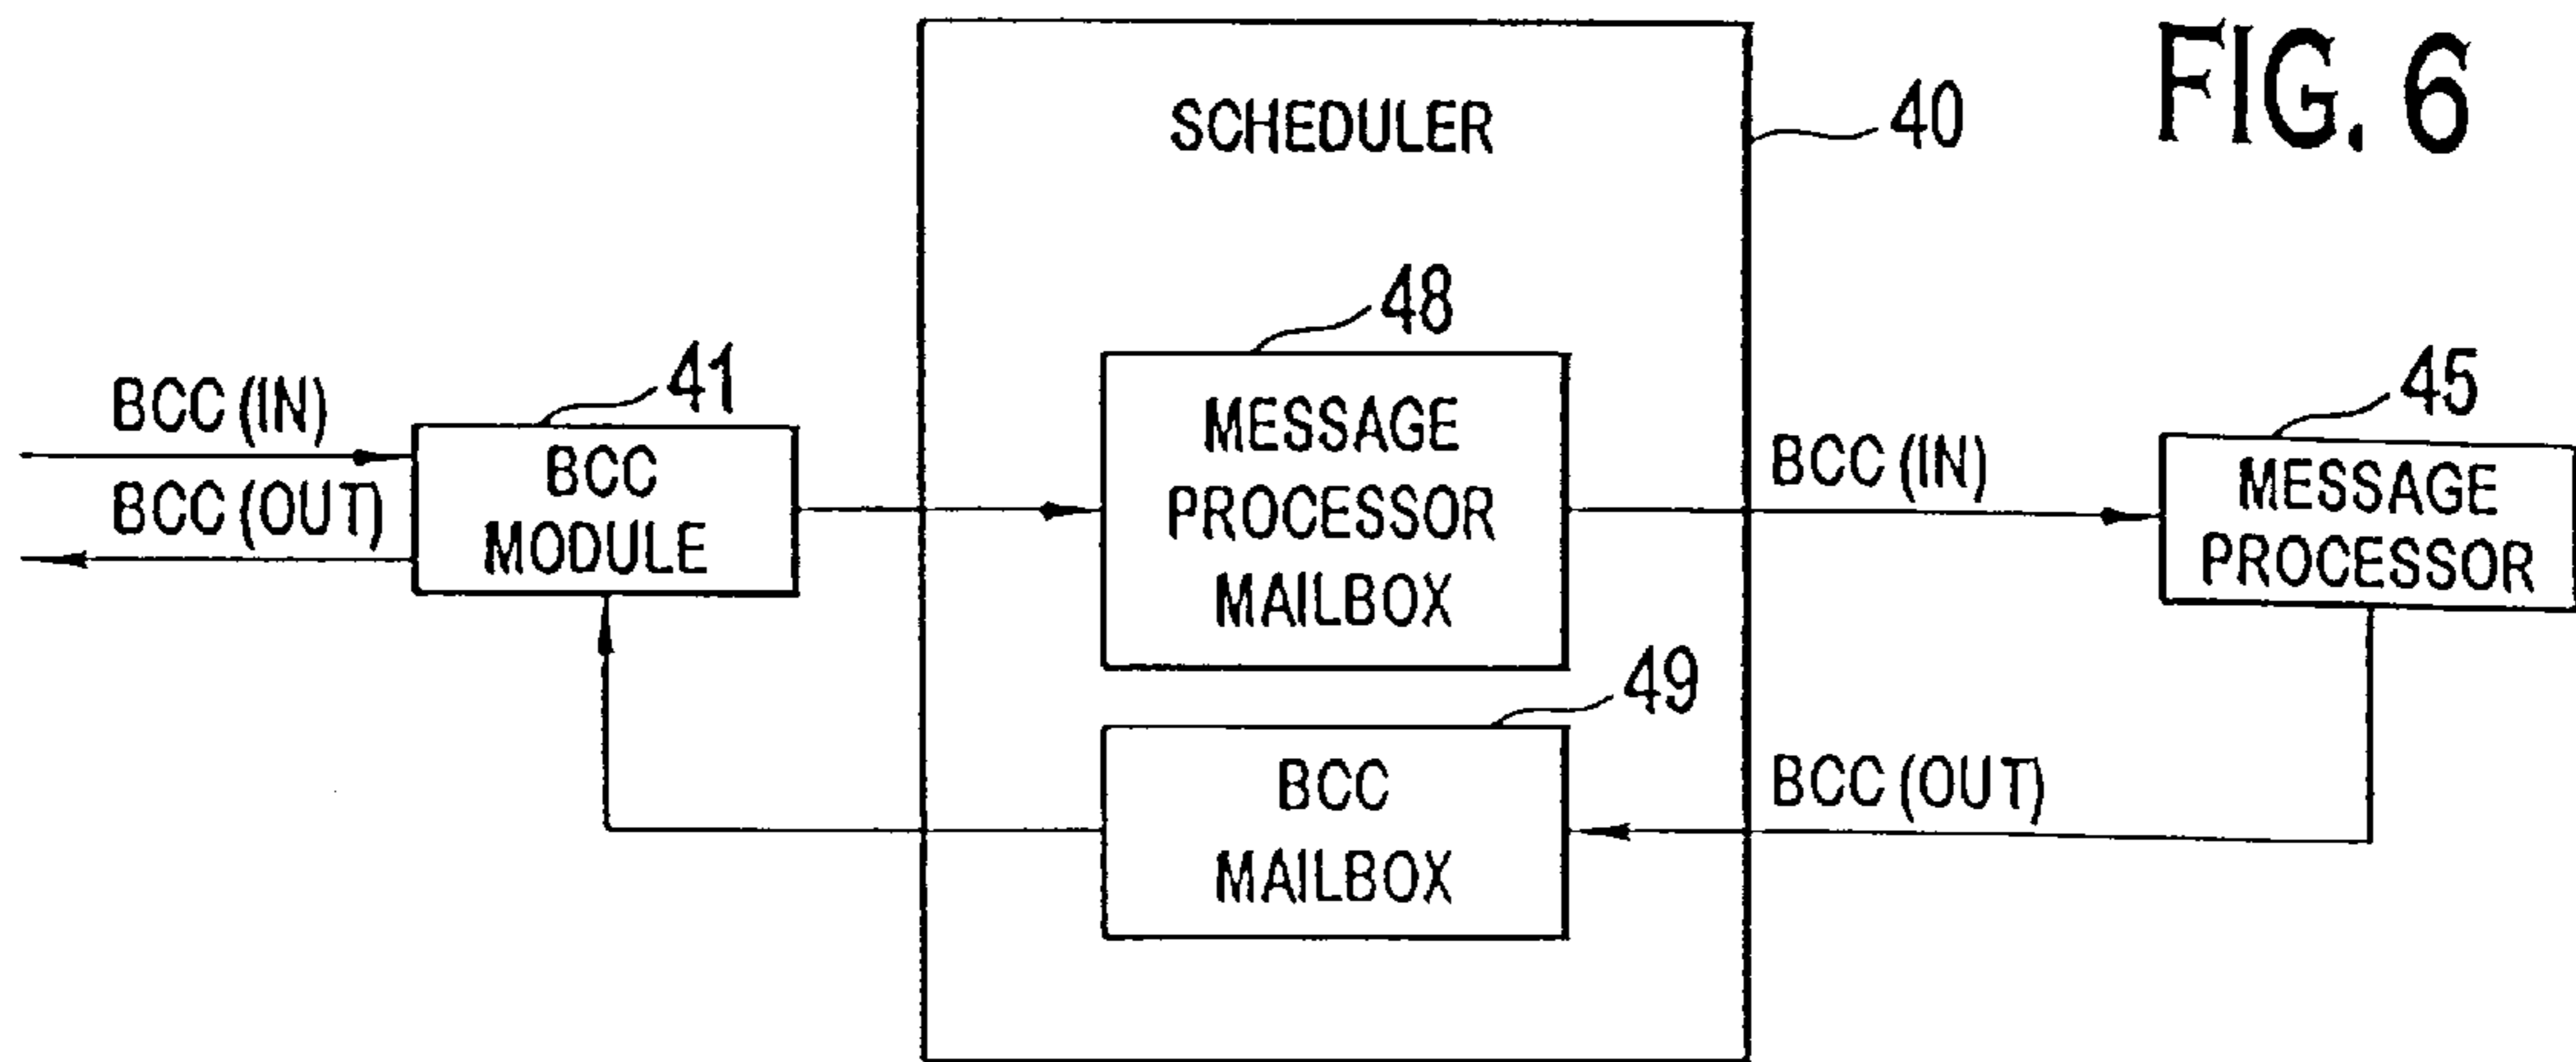 FIG. 6
SCHEDULER
40
48
41
45
BCC (IN)
BCC (OUT)
BCC
MODULE
MESSAGE
PROCESSOR
MAILBOX
BCC (IN)
MESSAGE
PROCESSOR
49
BCC
MAILBOX
BCC (OUT)